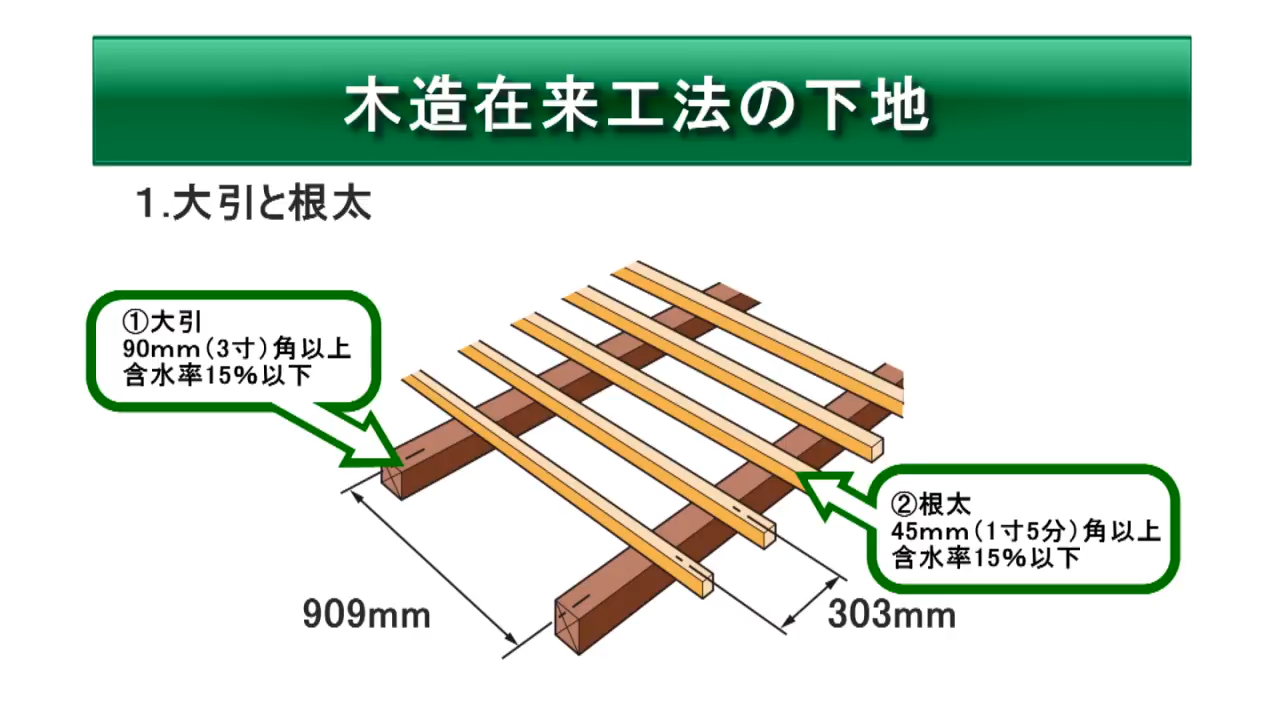 木造在来工法の下地
１.大引と根太
①大引
90mm（3寸）角以上
含水率15%以下
②根太
45mm（1寸5分）角以上
含水率15%以下
909mm
303mm